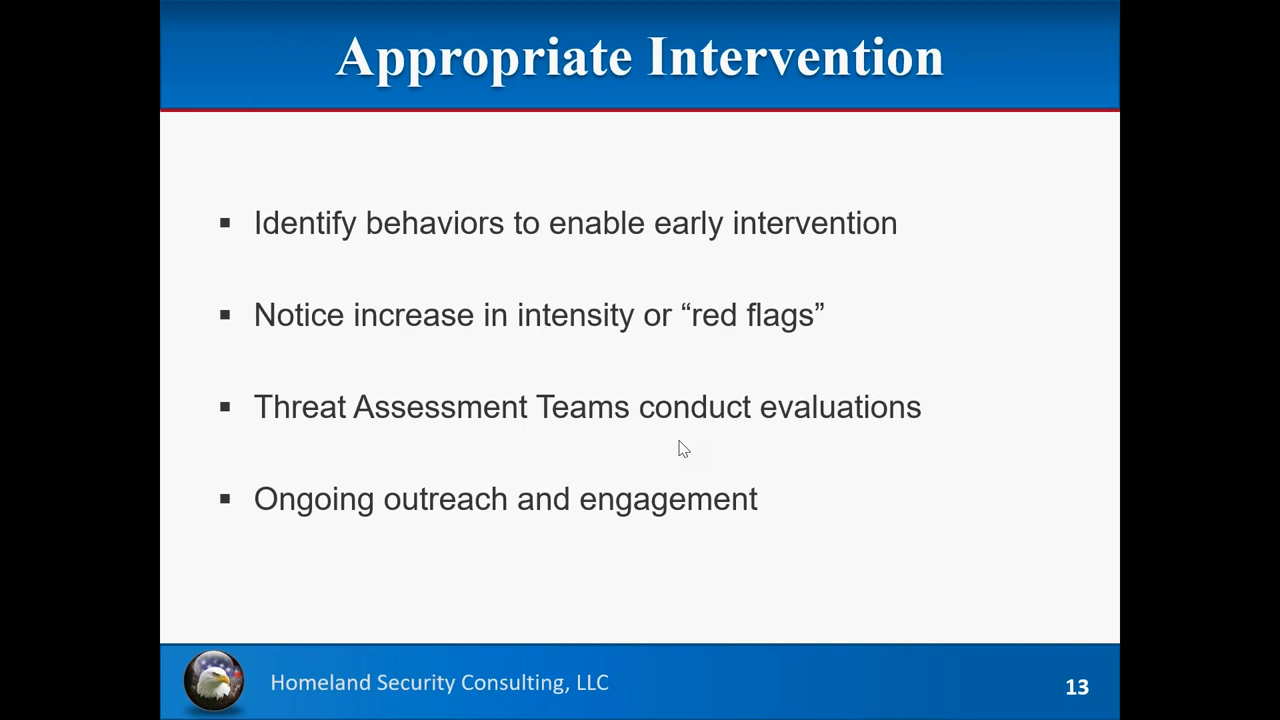 Appropriate Intervention
▪ Identify behaviors to enable early intervention
▪ Notice increase in intensity or “red flags”
▪ Threat Assessment Teams conduct evaluations
▪ Ongoing outreach and engagement
Homeland Security Consulting, LLC
13